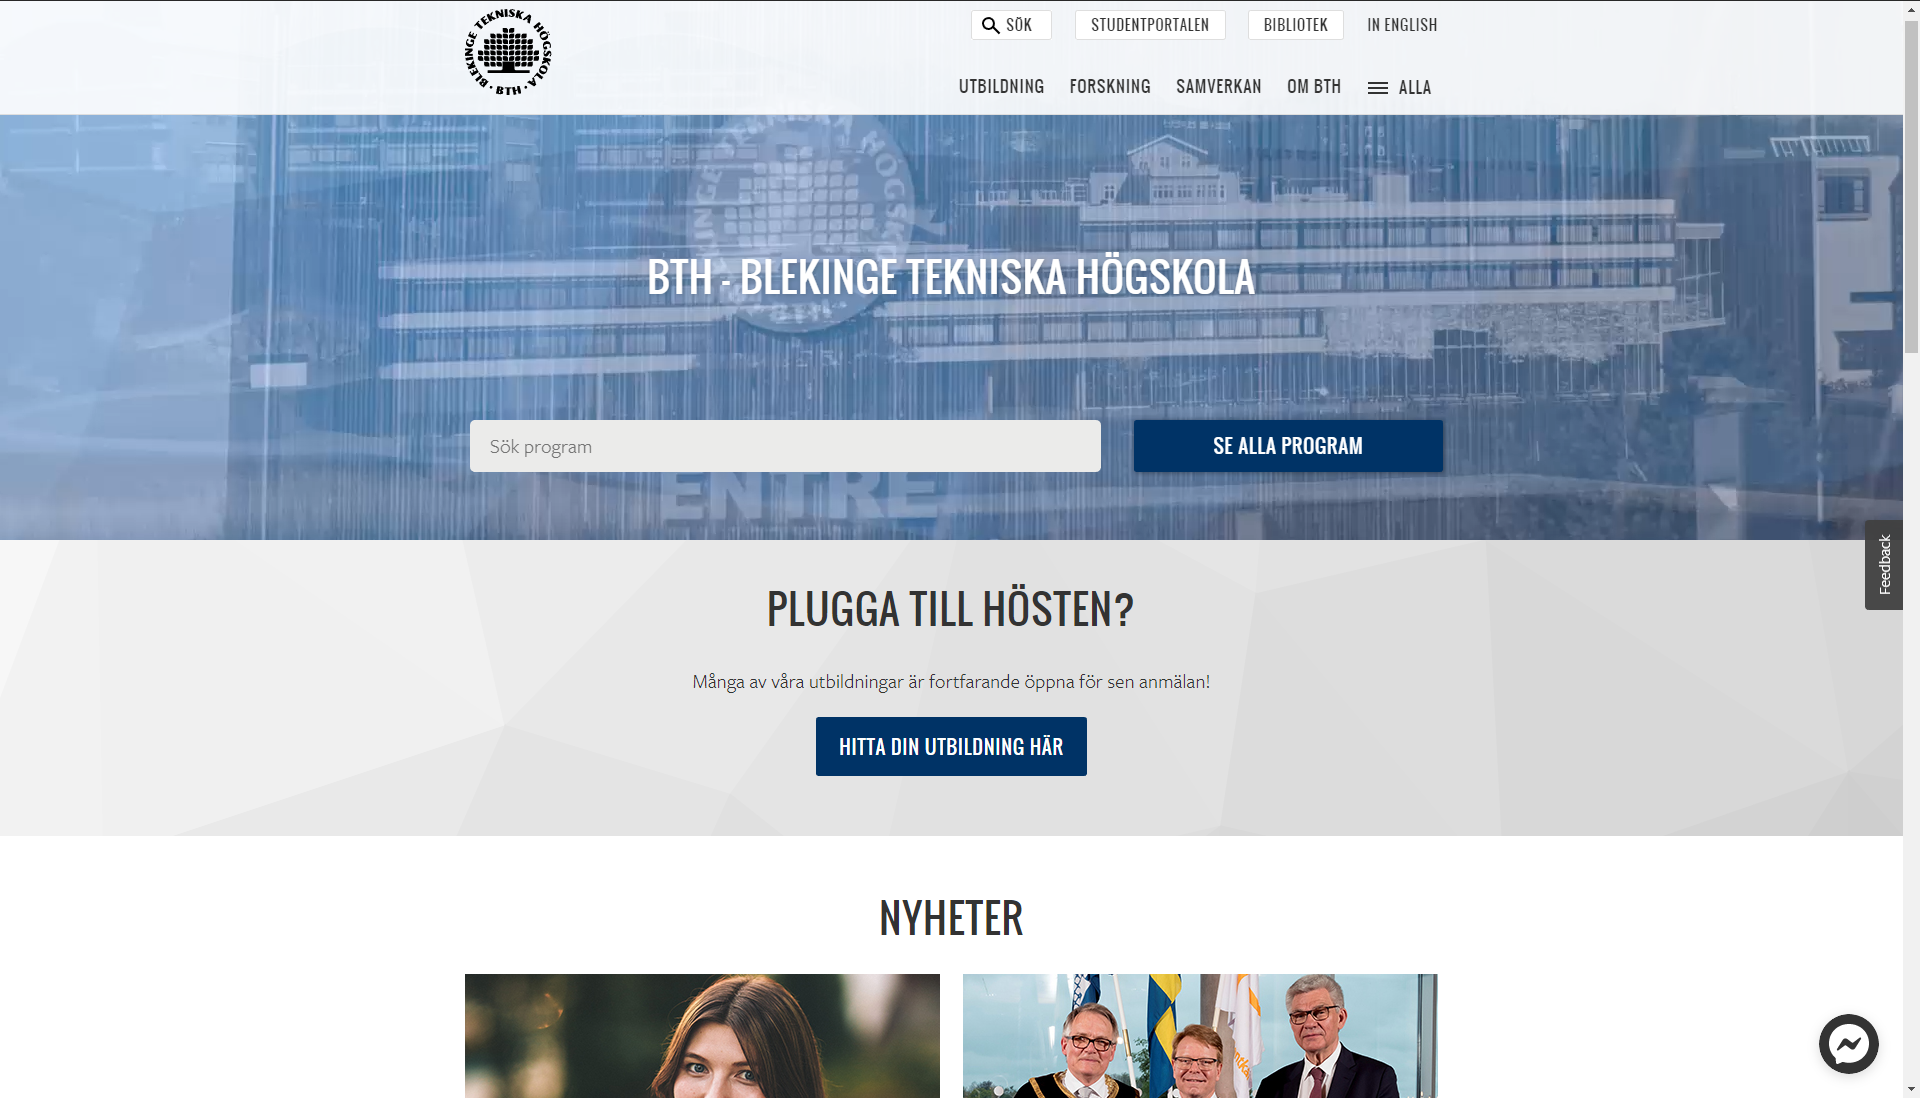 BLEKINGE TEKNISKA HÖGSKOLA · BTH ·
SÖK
STUDENTPORTALEN
BIBLIOTEK
IN ENGLISH
UTBILDNING
FORSKNING
SAMVERKAN
OM BTH
ALLA
BTH - BLEKINGE TEKNISKA HÖGSKOLA
Sök program
SE ALLA PROGRAM
ENTRE
Feedback
PLUGGA TILL HÖSTEN?
Många av våra utbildningar är fortfarande öppna för sen anmälan!
HITTA DIN UTBILDNING HÄR
NYHETER